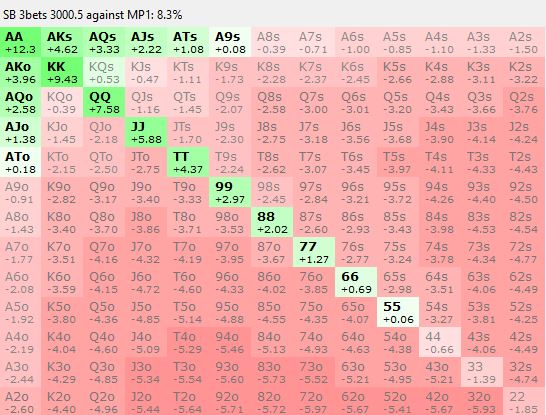 SB 3bets 3000.5 against MP1: 8.3%
AA AKs AQs AJs ATs A9s A8s A7s A6s A5s A4s A3s A2s
+12.3 +4.62 +3.33 +2.22 +1.08 +0.08 -0.39 -0.71 -1.00 -0.85 -1.10 -1.33 -1.50
AKo KK KQs KJs KTs K9s K8s K7s K6s K5s K4s K3s K2s
+3.96 +9.43 +0.53 -0.47 -1.11 -1.73 -2.28 -2.37 -2.45 -2.66 -2.88 -3.11 -3.22
AQo KQo QQ QJs QTs Q9s Q8s Q7s Q6s Q5s Q4s Q3s Q2s
+2.58 -0.39 +7.58 -1.16 -1.45 -2.07 -2.58 -3.00 -3.01 -3.20 -3.43 -3.66 -3.76
AJo KJo QJo JJ JTs J9s J8s J7s J6s J5s J4s J3s J2s
+1.38 -1.45 -2.18 +5.88 -1.70 -2.30 -2.75 -3.18 -3.56 -3.68 -3.90 -4.14 -4.24
ATo KTo QTo JTo TT T9s T8s T7s T6s T5s T4s T3s T2s
+0.18 -2.15 -2.50 -2.75 +4.37 -2.24 -2.62 -3.07 -3.45 -3.97 -4.11 -4.33 -4.43
A9o K9o Q9o J9o T9o 99 98s 97s 96s 95s 94s 93s 92s
-0.91 -2.82 -3.17 -3.40 -3.33 +2.97 -2.45 -2.84 -3.21 -3.72 -4.26 -4.40 -4.50
A8o K8o Q8o J8o T8o 98o 88 87s 86s 85s 84s 83s 82s
-1.43 -3.40 -3.70 -3.86 -3.71 -3.53 +2.02 -2.60 -2.93 -3.43 -3.98 -4.53 -4.54
A7o K7o Q7o J7o T7o 97o 87o 77 76s 75s 74s 73s 72s
-1.77 -3.51 -4.16 -4.32 -4.19 -3.95 -3.67 +1.27 -2.77 -3.24 -3.78 -4.34 -4.77
A6o K6o Q6o J6o T6o 96o 86o 76o 66 65s 64s 63s 62s
-2.08 -3.59 -4.15 -4.72 -4.60 -4.33 -4.02 -3.85 +0.69 -2.98 -3.51 -4.06 -4.49
A5o K5o Q5o J5o T5o 95o 85o 75o 65o 55 54s 53s 52s
-1.92 -3.80 -4.36 -4.85 -5.14 -4.88 -4.55 -4.35 -4.07 +0.06 -3.27 -3.81 -4.25
A4o K4o Q4o J4o T4o 94o 84o 74o 64o 54o 44 43s 42s
-2.19 -4.04 -4.60 -5.09 -5.29 -5.46 -5.13 -4.93 -4.63 -4.38 -0.66 -4.06 -4.49
A3o K3o Q3o J3o T3o 93o 83o 73o 63o 53o 43o 33 32s
-2.44 -4.29 -4.85 -5.34 -5.54 -5.60 -5.73 -5.52 -5.21 -4.95 -5.21 -1.39 -4.74
A2o K2o Q2o J2o T2o 92o 82o 72o 62o 52o 42o 32o 22
-2.60 -4.40 -4.96 -5.45 -5.64 -5.71 -5.72 -5.97 -5.67 -5.41 -5.67 -5.93 1.85